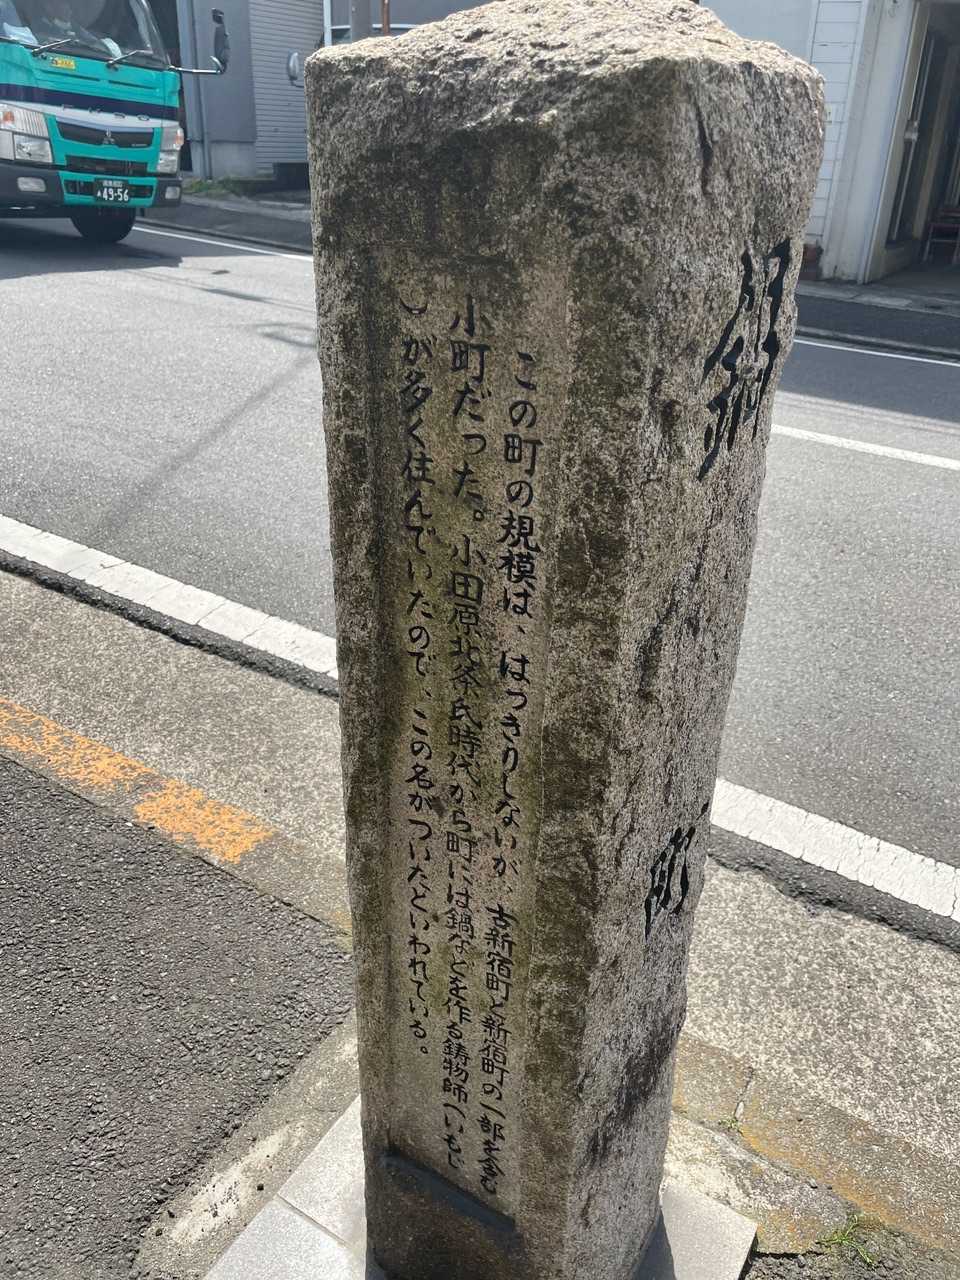 鍋町
この町の規模は、はっきりしないが、古新宿町と新宿町の一部を含む
小町だった。小田原北条氏時代から町には鍋などを作る鋳物師(いもじ
)が多く住んでいたので、この名がついたといわれている。
49-56